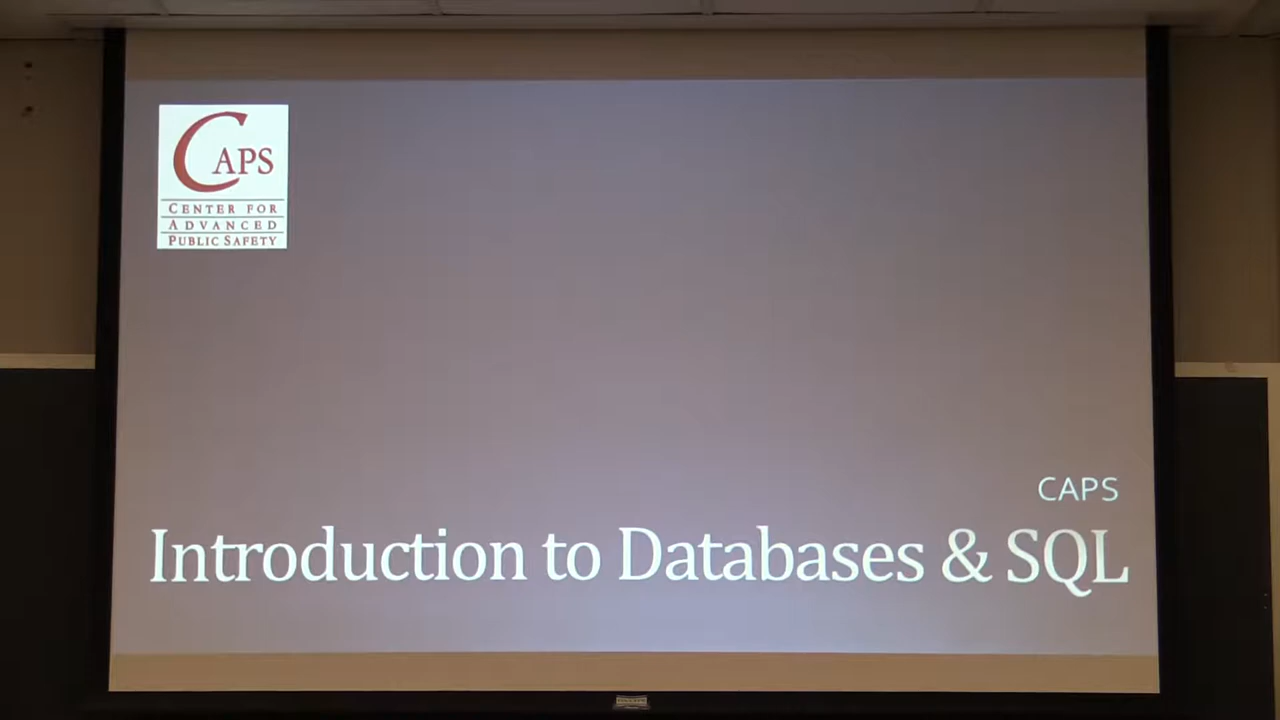 CAPS
CENTER FOR
ADVANCED
PUBLIC SAFETY
CAPS
Introduction to Databases & SQL